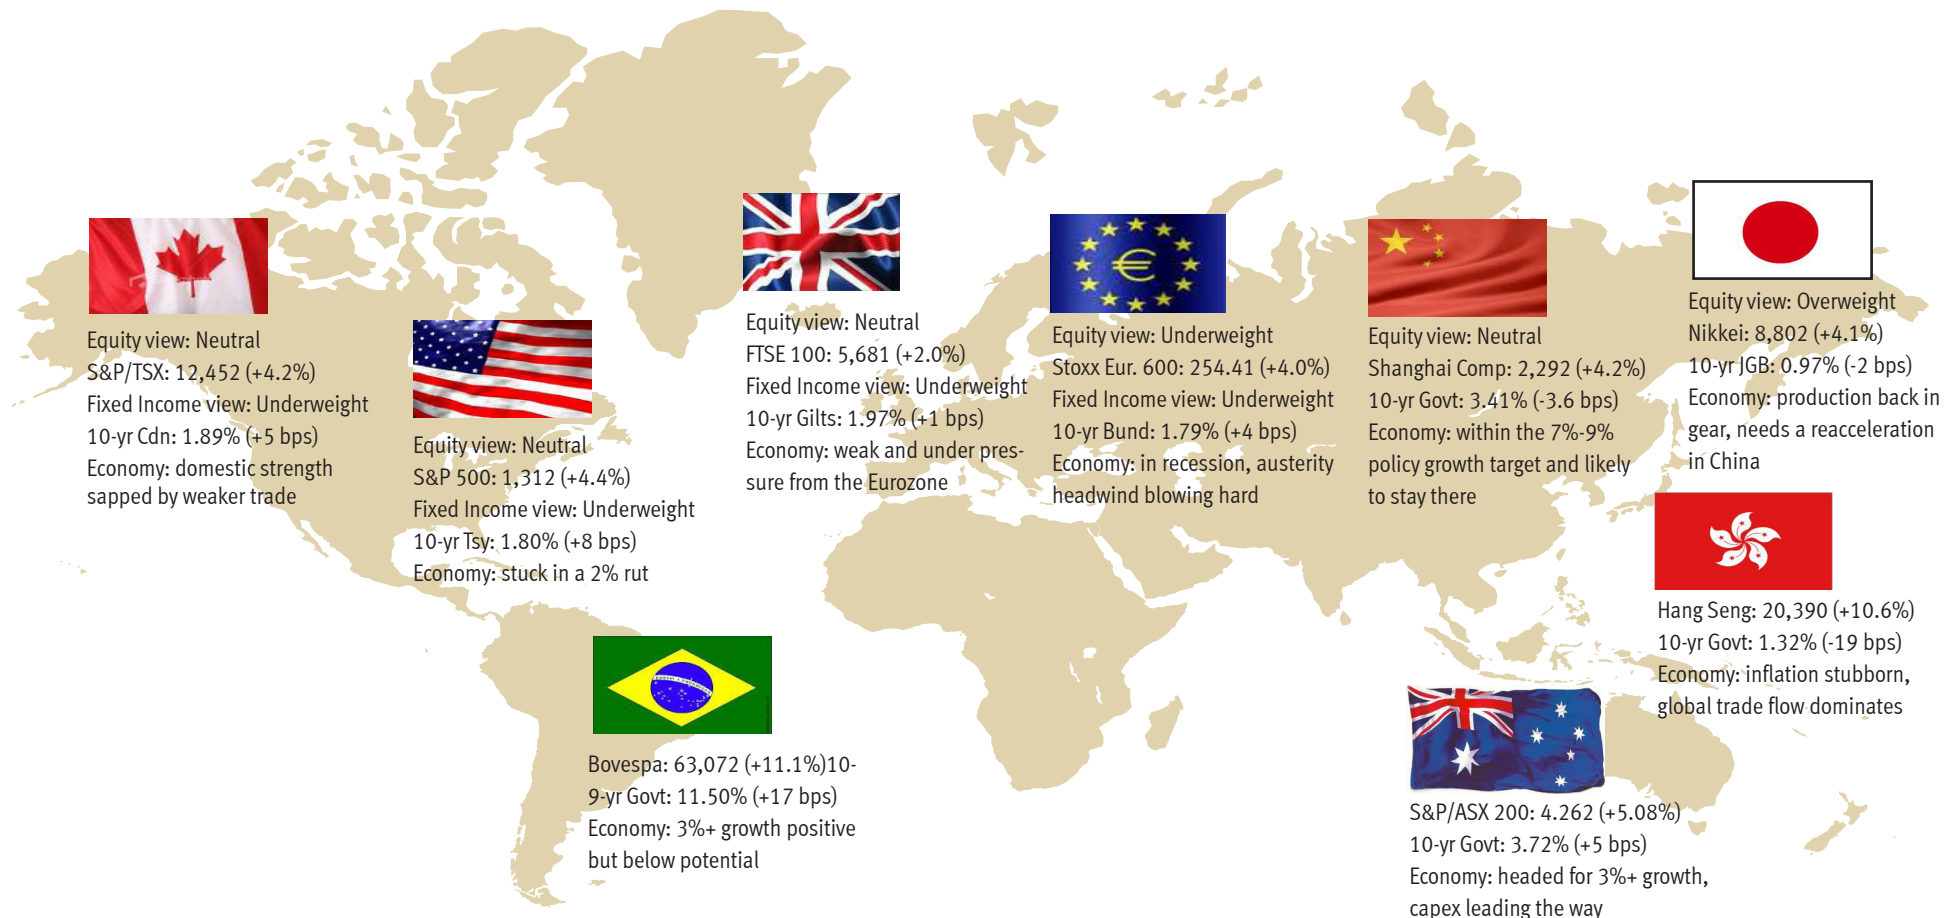 Equity view: Neutral
S&P/TSX: 12,452 (+4.2%)
Fixed Income view: Underweight
10-yr Cdn: 1.89% (+5 bps)
Economy: domestic strength
sapped by weaker trade
Equity view: Neutral
S&P 500: 1,312 (+4.4%)
Fixed Income view: Underweight
10-yr Tsy: 1.80% (+8 bps)
Economy: stuck in a 2% rut
Equity view: Neutral
FTSE 100: 5,681 (+2.0%)
Fixed Income view: Underweight
10-yr Gilts: 1.97% (+1 bps)
Economy: weak and under pres-
sure from the Eurozone
€
Equity view: Underweight
Stoxx Eur. 600: 254.41 (+4.0%)
Fixed Income view: Underweight
10-yr Bund: 1.79% (+4 bps)
Economy: in recession, austerity
headwind blowing hard
Equity view: Neutral
Shanghai Comp: 2,292 (+4.2%)
10-yr Govt: 3.41% (-3.6 bps)
Economy: within the 7%-9%
policy growth target and likely
to stay there
Equity view: Overweight
Nikkei: 8,802 (+4.1%)
10-yr JGB: 0.97% (-2 bps)
Economy: production back in
gear, needs a reacceleration
in China
Hang Seng: 20,390 (+10.6%)
10-yr Govt: 1.32% (-19 bps)
Economy: inflation stubborn,
global trade flow dominates
Bovespa: 63,072 (+11.1%)10-
9-yr Govt: 11.50% (+17 bps)
Economy: 3%+ growth positive
but below potential
S&P/ASX 200: 4.262 (+5.08%)
10-yr Govt: 3.72% (+5 bps)
Economy: headed for 3%+ growth,
capex leading the way